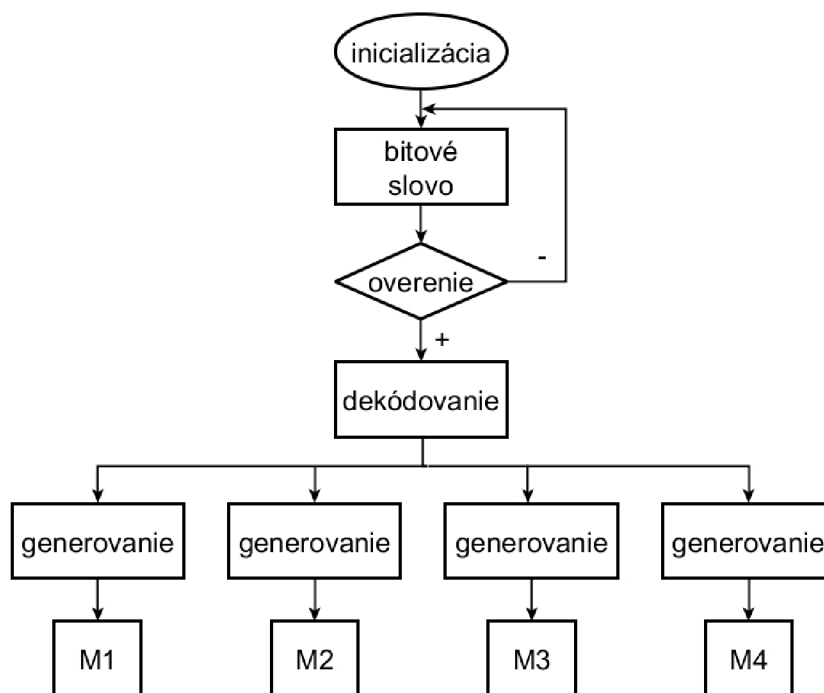 inicializácia
bitové
slovo
-
overenie
+
dekódovanie
generovanie generovanie generovanie generovanie
M1 M2 M3 M4